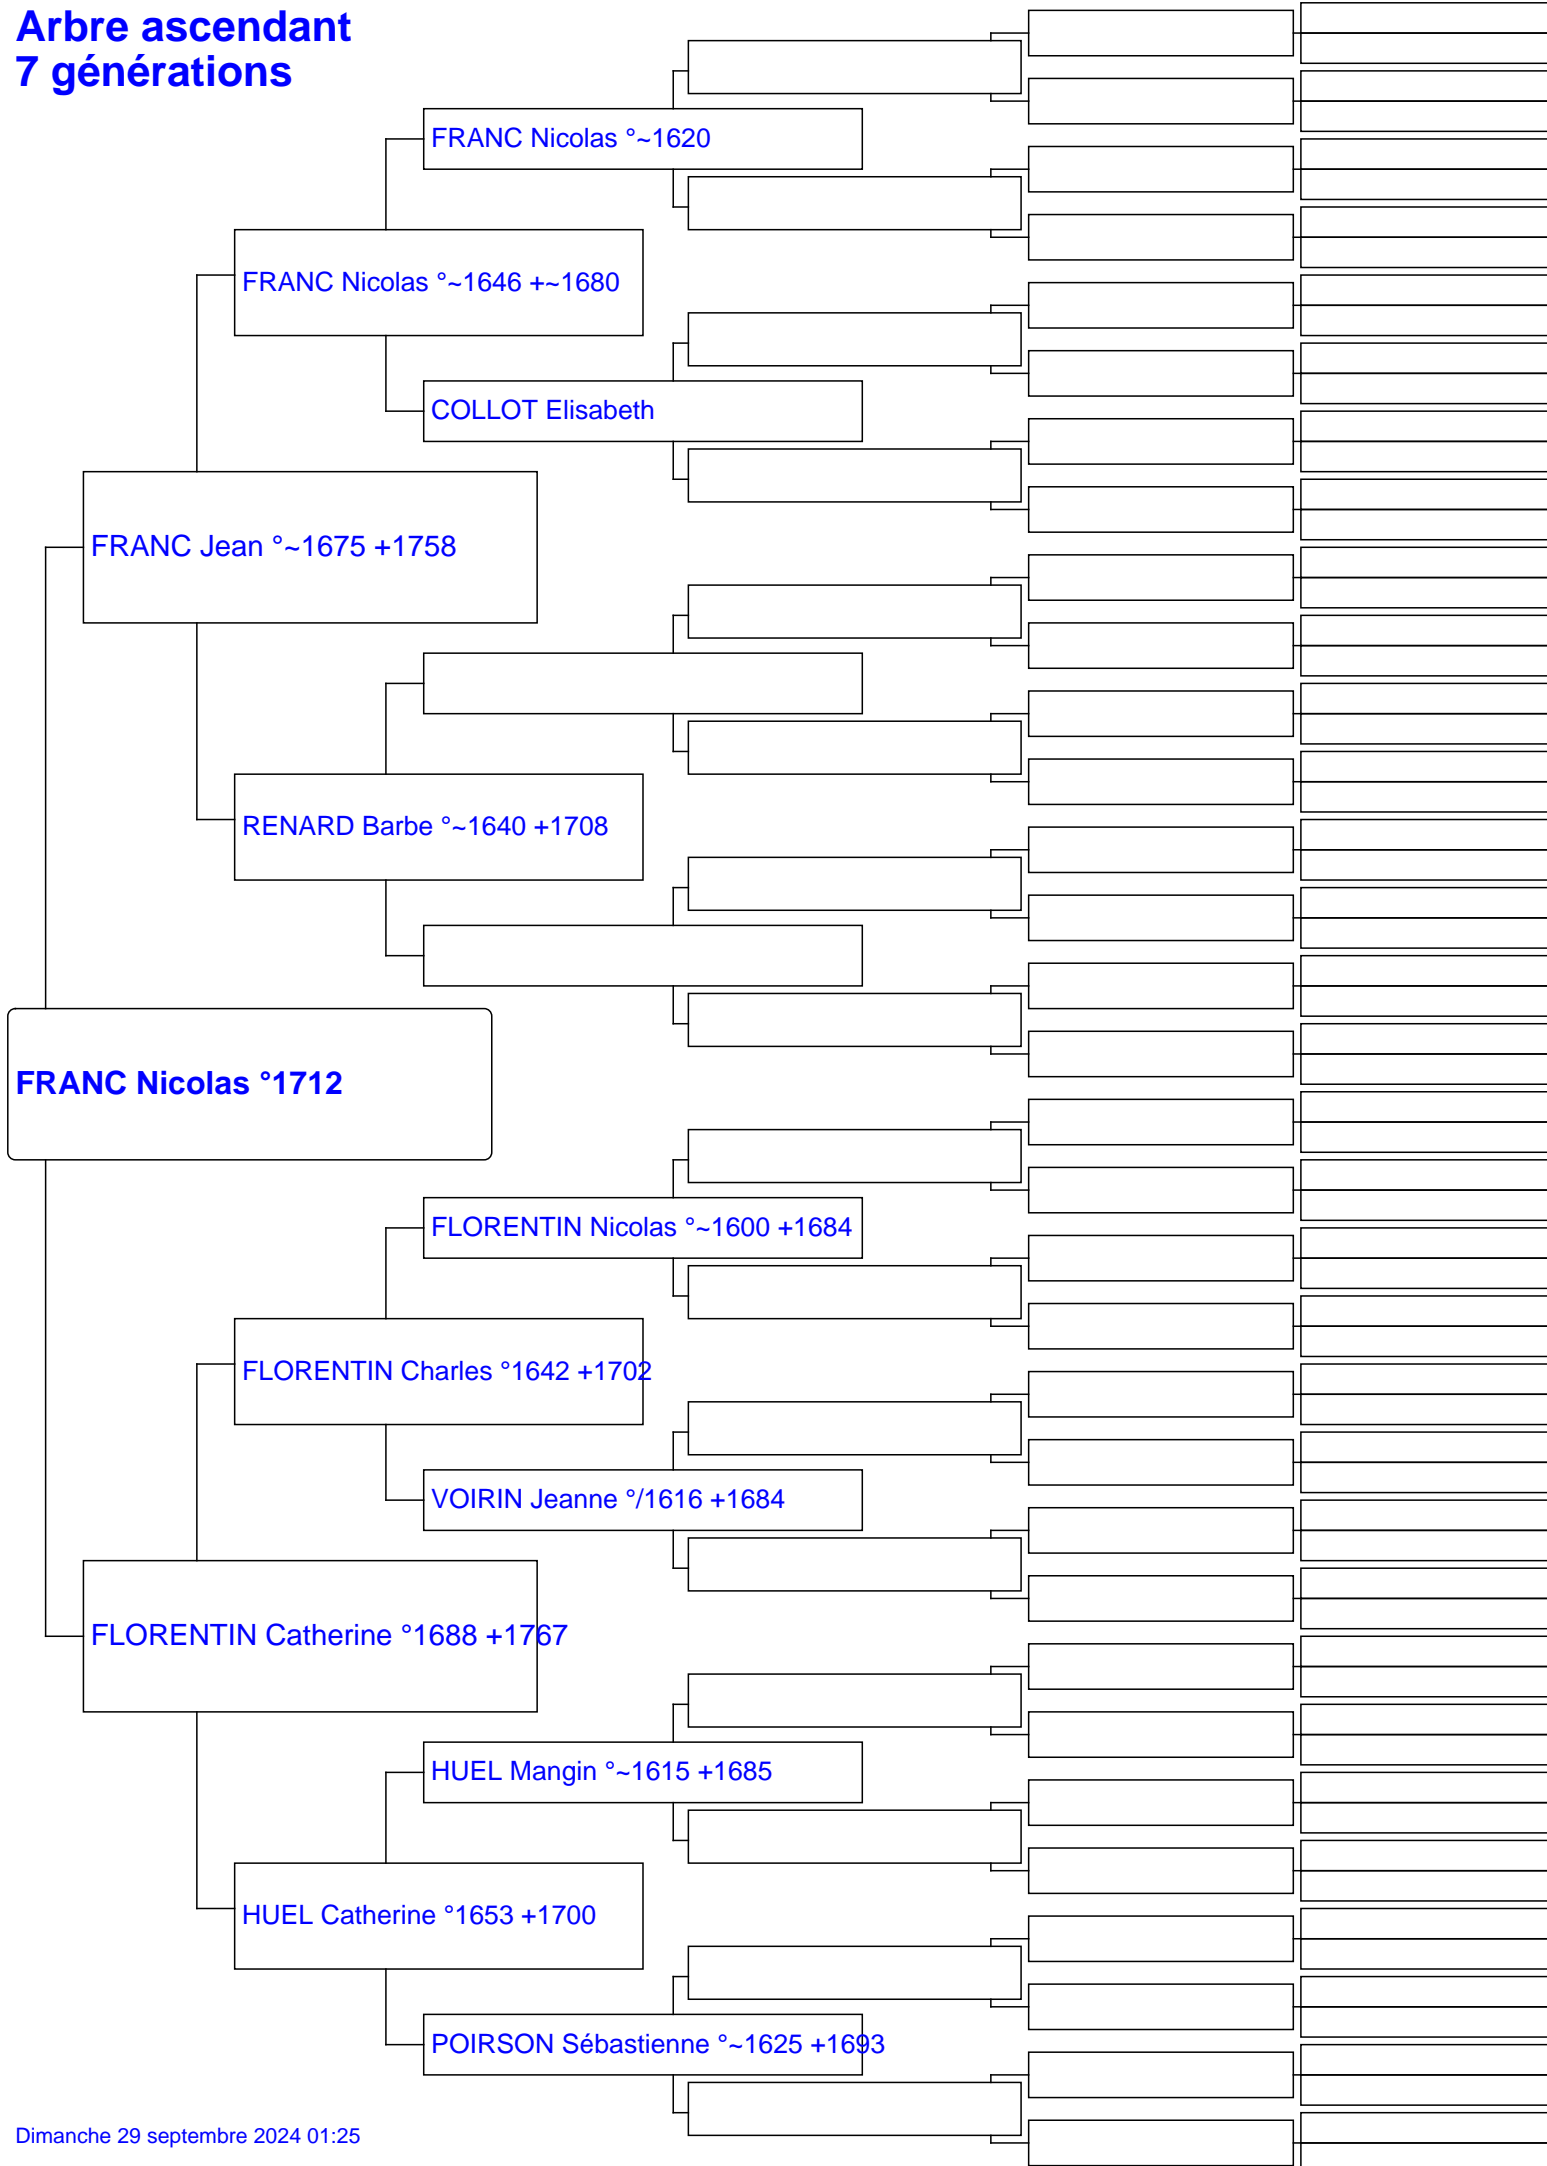 Arbre ascendant
7 générations
FRANC Nicolas °~1620
FRANC Nicolas °~1646 +~1680
COLLOT Elisabeth
FRANC Jean °~1675 +1758
RENARD Barbe °~1640 +1708
FRANC Nicolas °1712
FLORENTIN Nicolas °~1600 +1684
FLORENTIN Charles °1642 +1702
VOIRIN Jeanne °/1616 +1684
FLORENTIN Catherine °1688 +1767
HUEL Mangin °~1615 +1685
HUEL Catherine °1653 +1700
POIRSON Sébastienne °~1625 +1693
Dimanche 29 septembre 2024 01:25